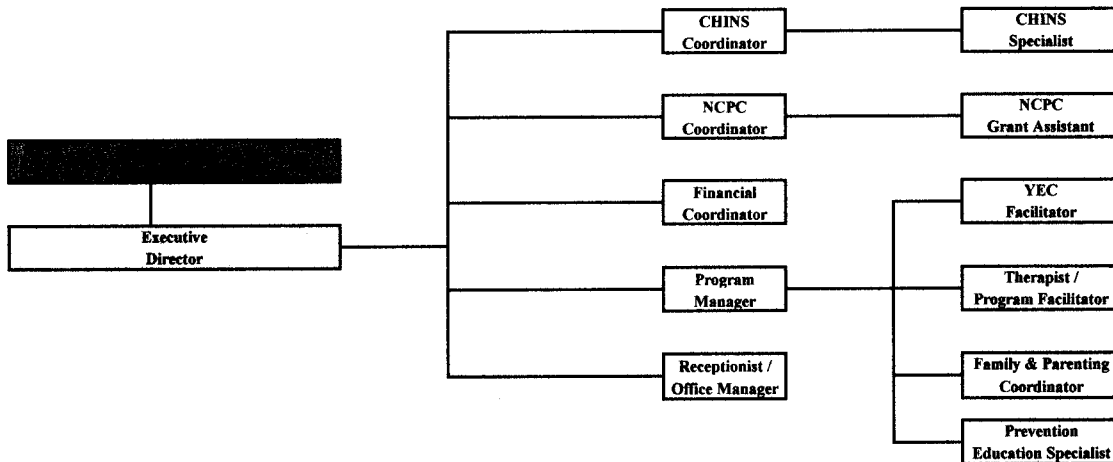 CHINS
Coordinator
CHINS
Specialist
NCPC
Coordinator
NCPC
Grant Assistant
Financial
Coordinator
YEC
Facilitator
Executive
Director
Program
Manager
Therapist /
Program Facilitator
Receptionist /
Office Manager
Family & Parenting
Coordinator
Prevention
Education Specialist